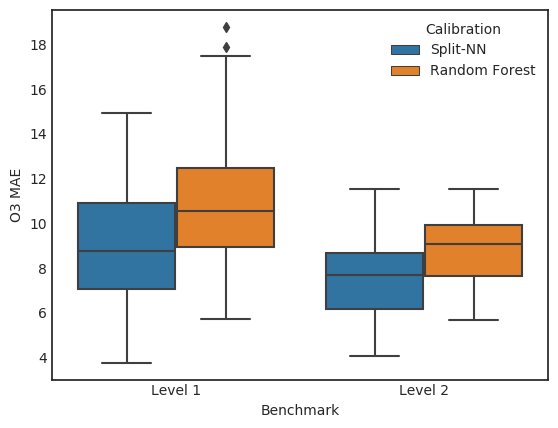 Calibration
Split-NN
Random Forest
O3 MAE
18
16
14
12
10
8
6
4
Level 1
Level 2
Benchmark